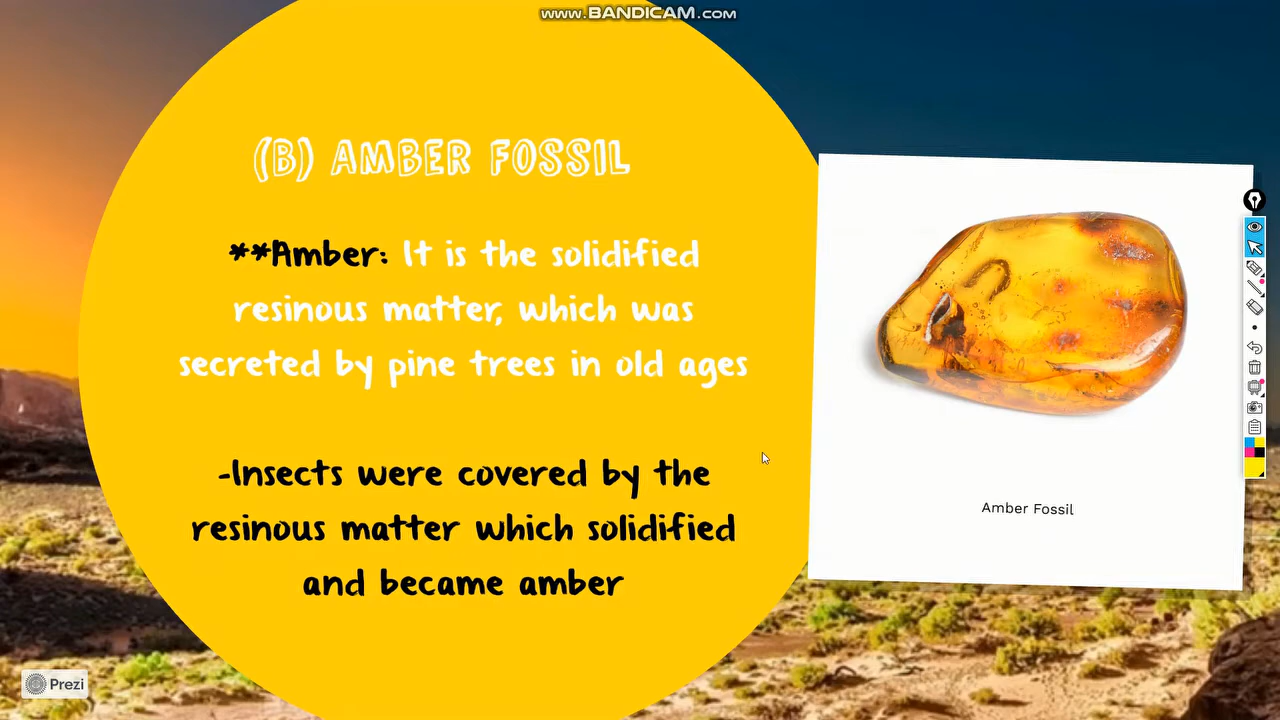 www.BANDICAM.com
(B) AMBER FOSSIL
**Amber: It is the solidified
resinous matter, which was
secreted by pine trees in old ages
-Insects were covered by the
resinous matter which solidified
and became amber
Amber Fossil
Prezi